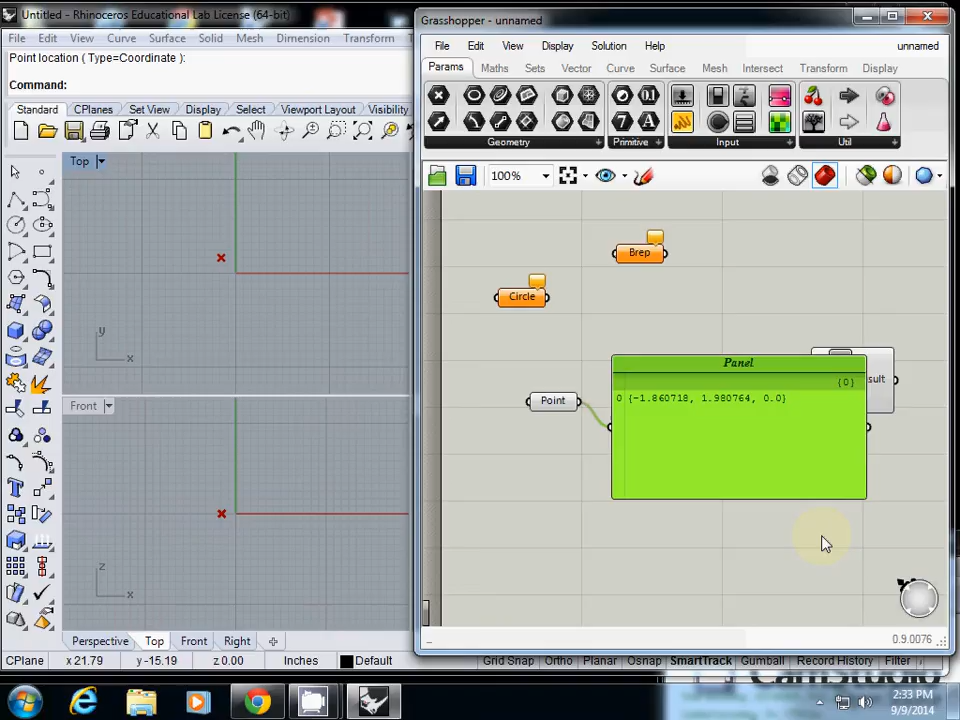 Untitled - Rhinoceros Educational Lab License (64-bit)
File Edit View Curve Surface Solid Mesh Dimension Transform
Point location ( Type=Coordinate ):
Command:
Standard CPlanes Set View Display Select Viewport Layout Visibility
Top
y
x
Front
z
x
Perspective Top Front Right
CPlane x 21.79 y -15.19 z 0.00 Inches Default Grid Snap Ortho Planar Osnap SmartTrack Gumball Record History Filter
Grasshopper - unnamed
File Edit View Display Solution Help unnamed
Params Maths Sets Vector Curve Surface Mesh Intersect Transform Display
Geometry Primitive Input Util
100%
Brep
Circle
Point
Panel
{0}
0 {-1.860718, 1.980764, 0.0}
sult
0.9.0076
2:33 PM
9/9/2014